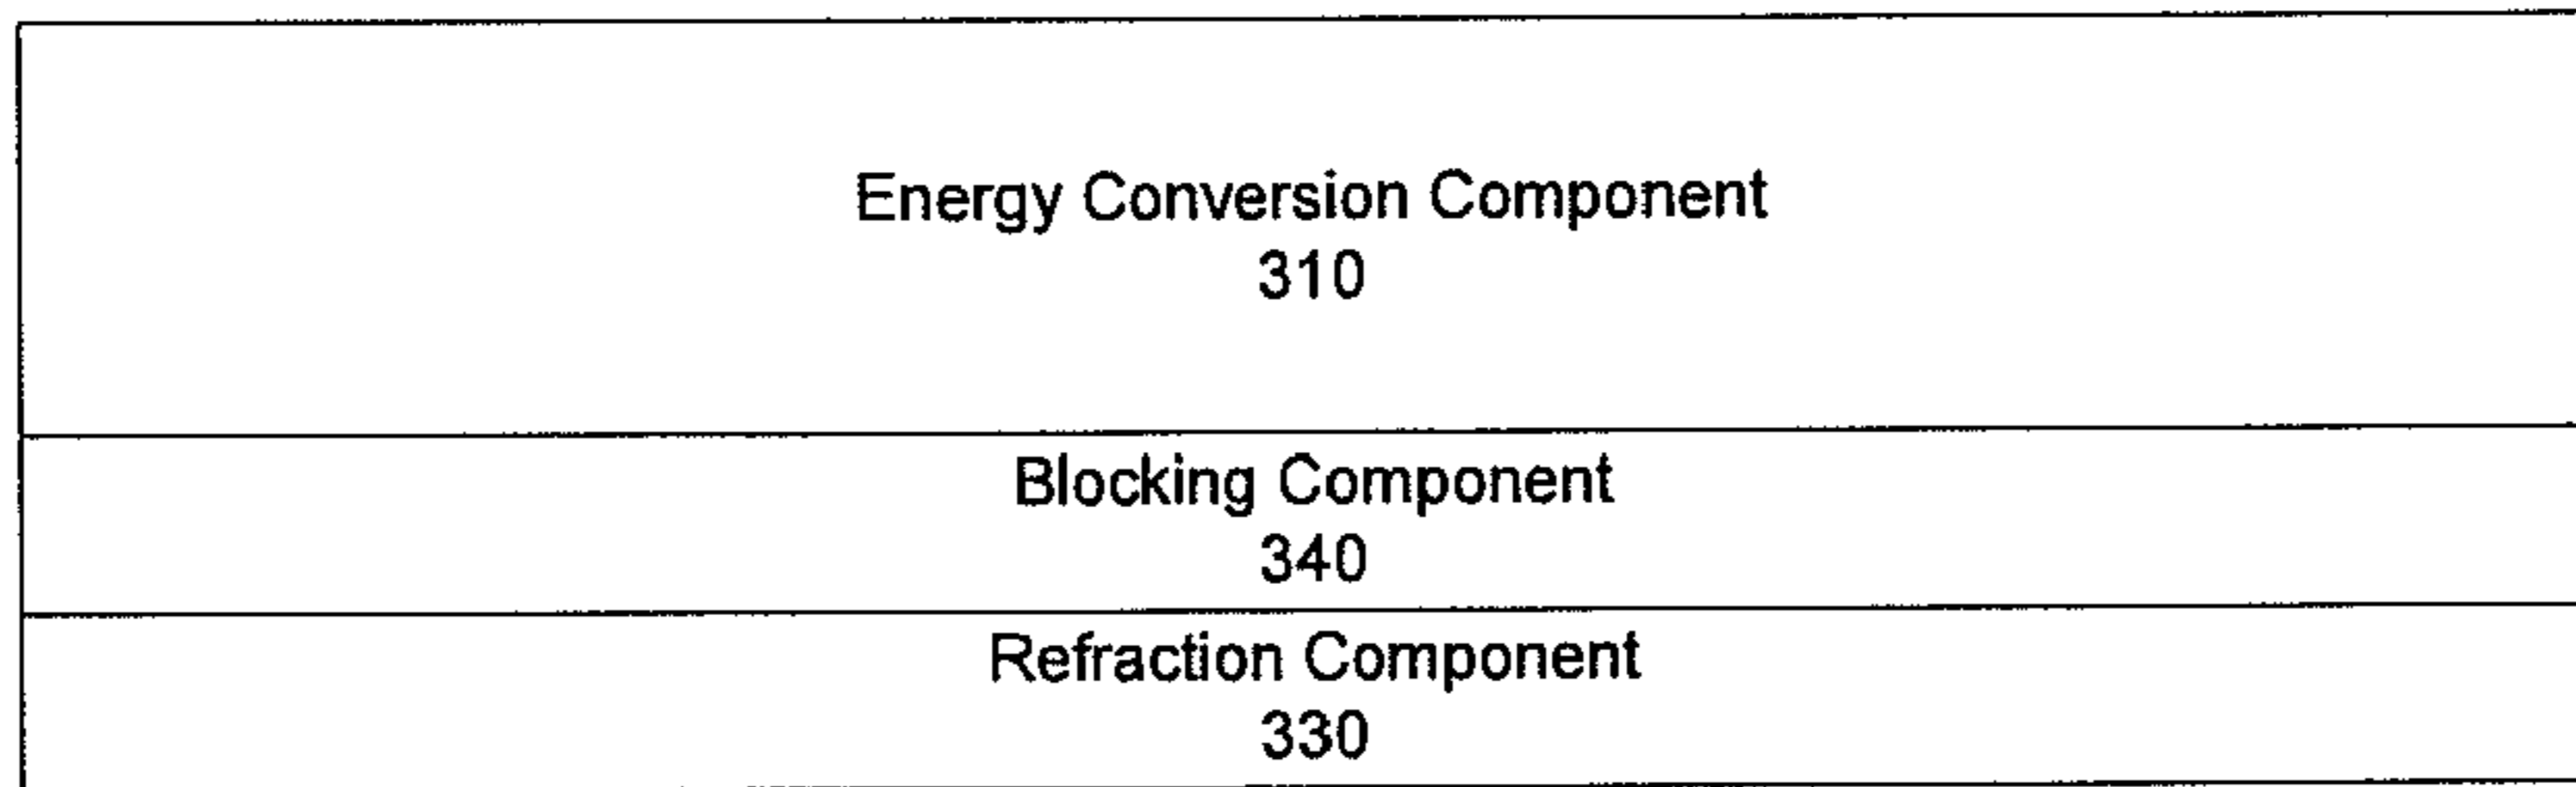 Energy Conversion Component
310
Blocking Component
340
Refraction Component
330